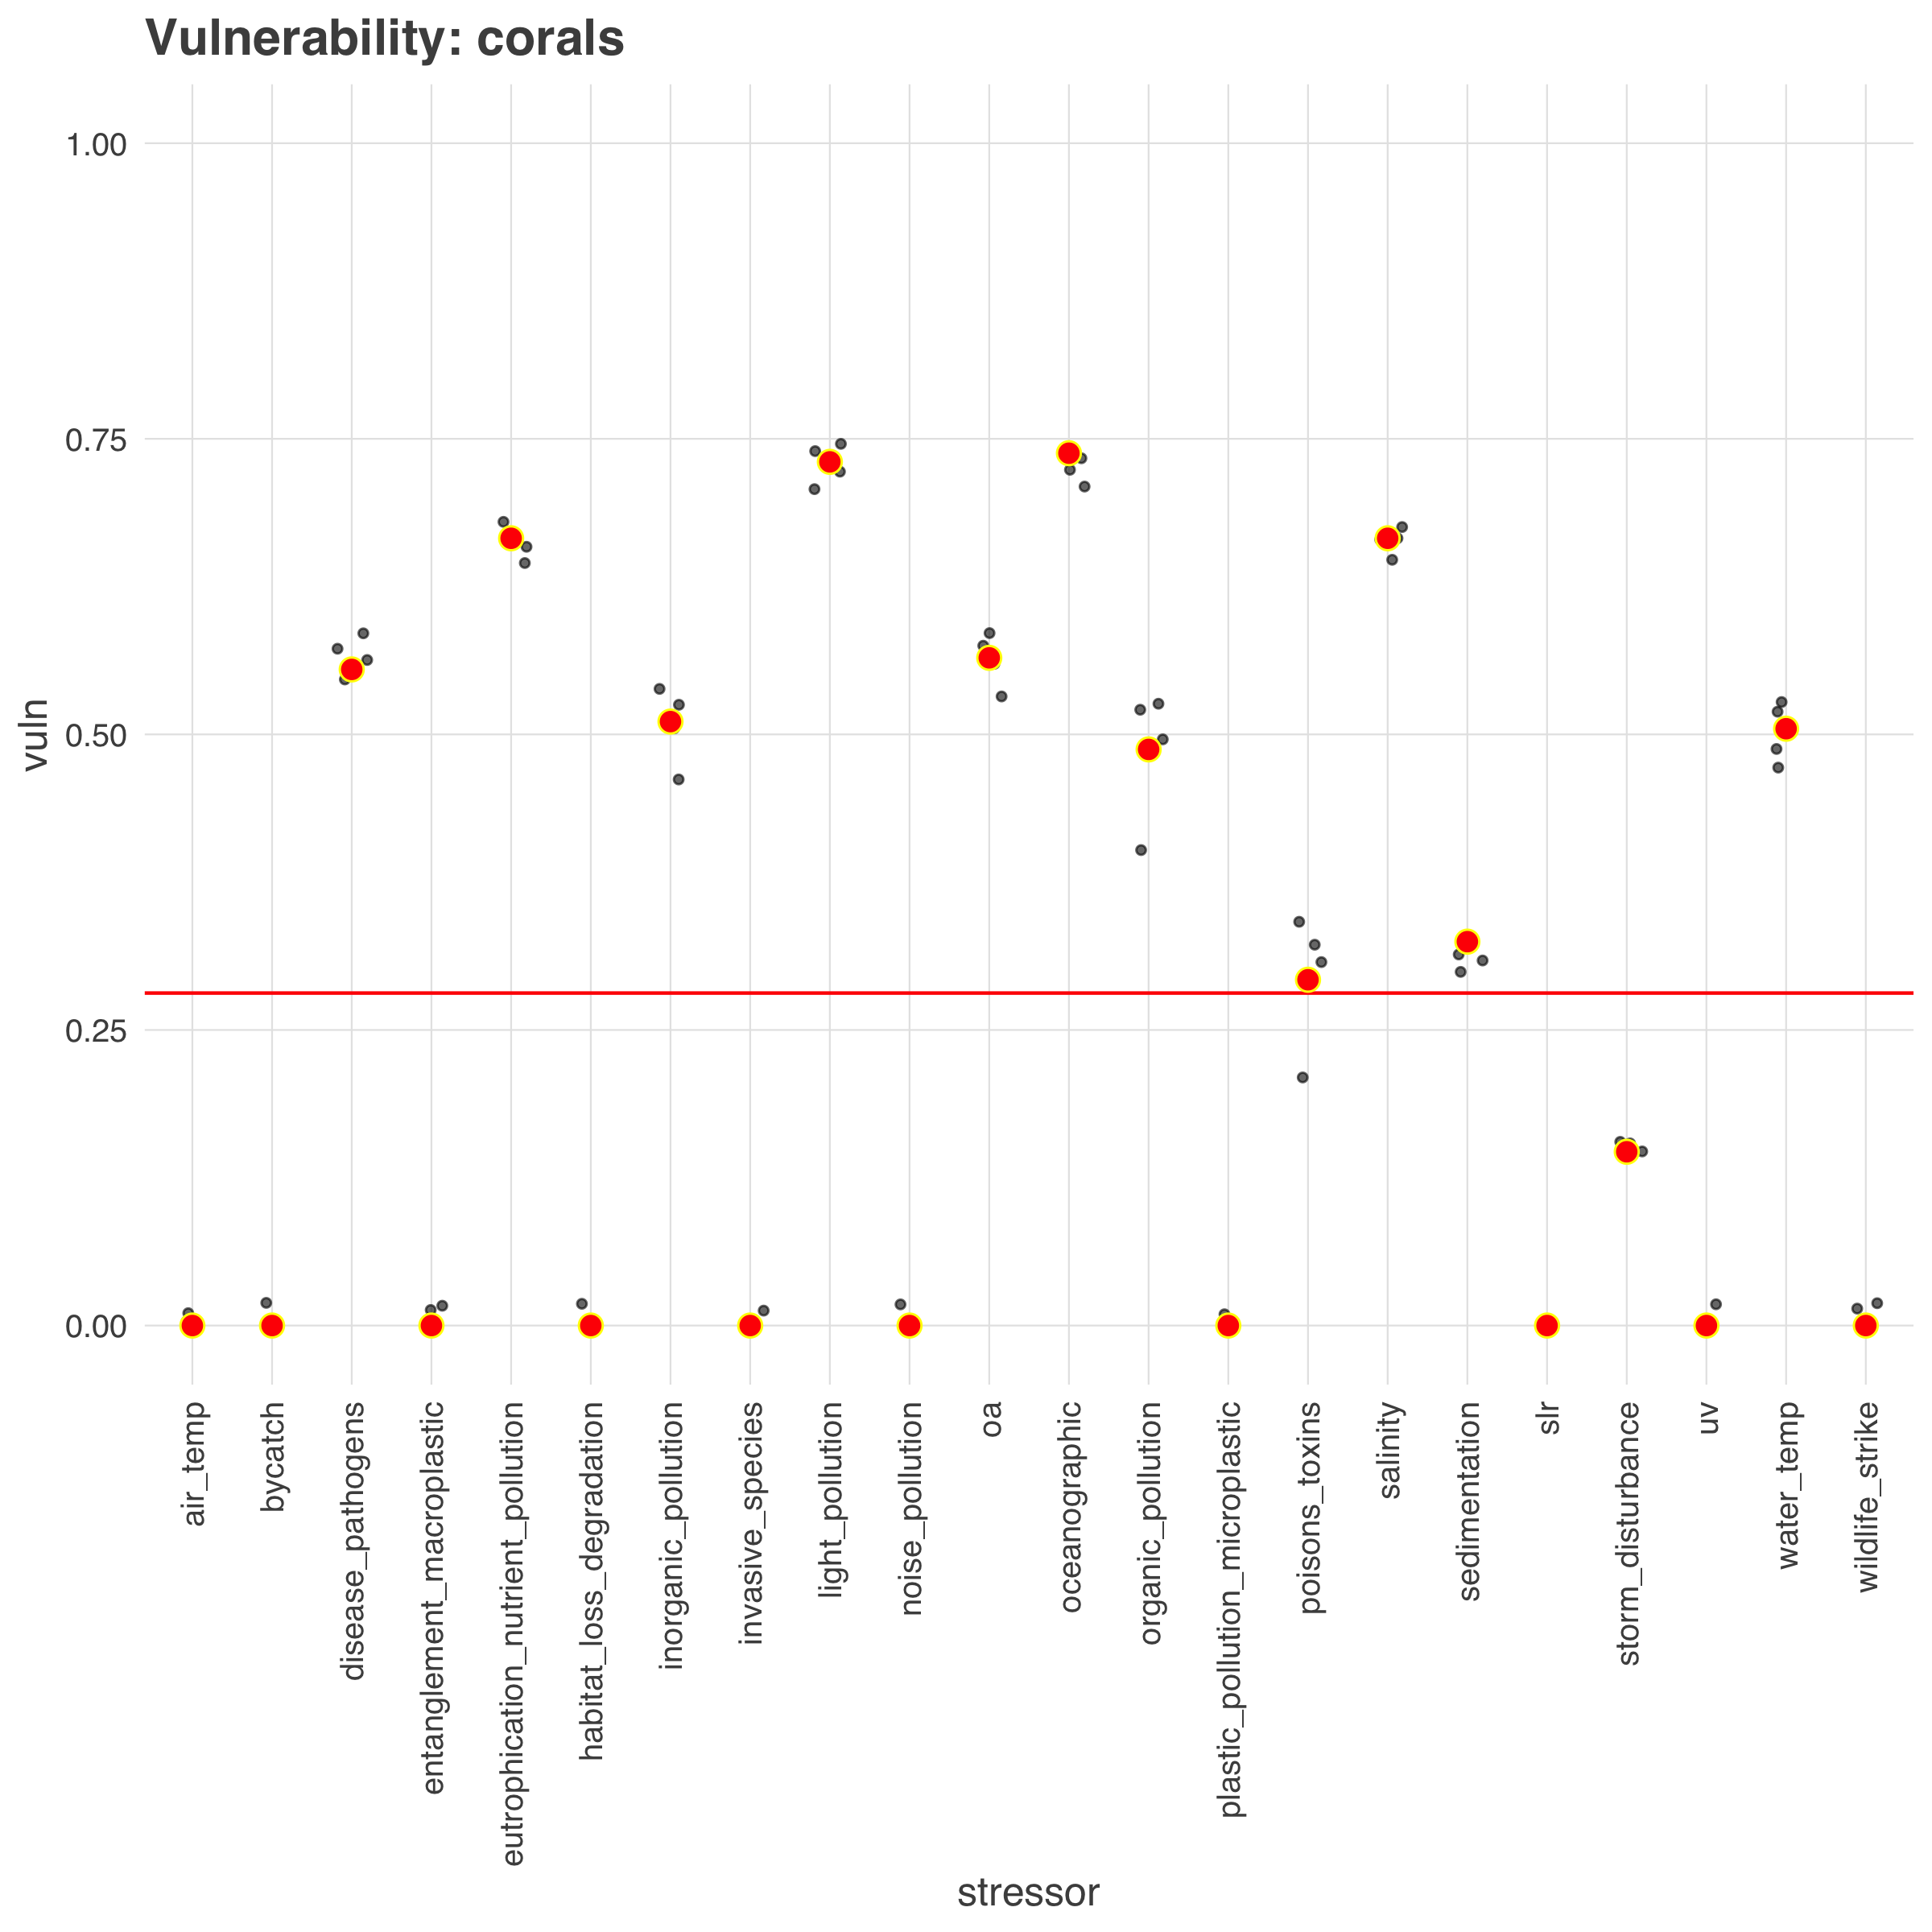 Vulnerability: corals
1.00
0.75
0.50
0.25
0.00
vuln
air_temp
bycatch
disease_pathogens
entanglement_macroplastic
eutrophication_nutrient_pollution
habitat_loss_degradation
inorganic_pollution
invasive_species
light_pollution
noise_pollution
oa
oceanographic
organic_pollution
plastic_pollution_microplastic
poisons_toxins
salinity
sedimentation
slr
storm_disturbance
uv
water_temp
wildlife_strike
stressor